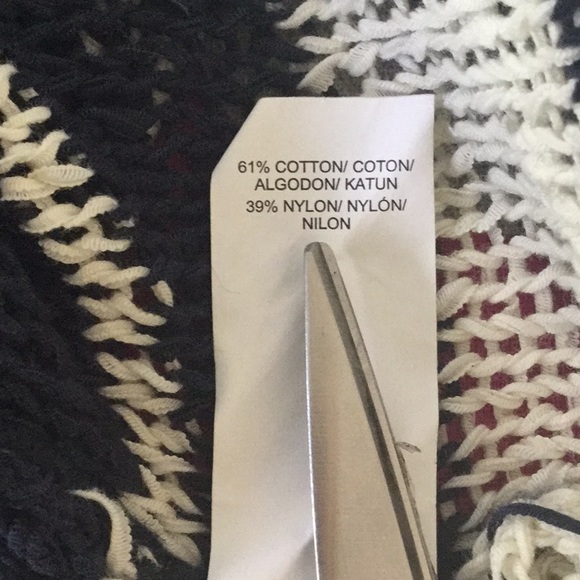 61% COTTON/ COTON/
ALGODON/ KATUN
39% NYLON/ NYLÓN/
NILON